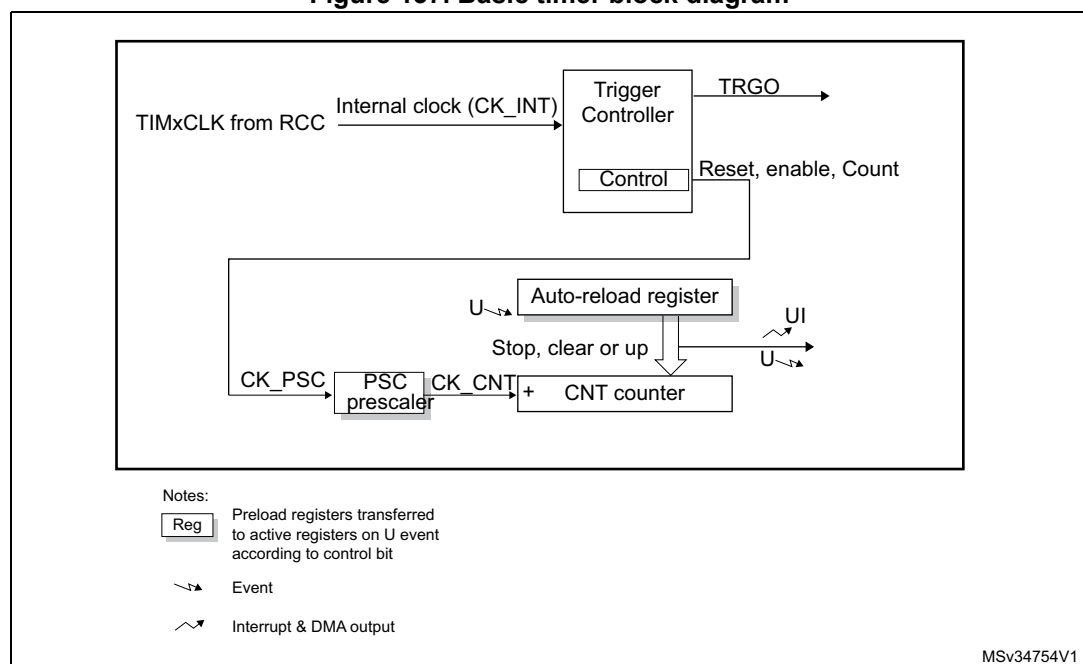 Trigger
Controller
TRGO
Internal clock (CK_INT)
TIMxCLK from RCC
Control
Reset, enable, Count
Auto-reload register
U
UI
Stop, clear or up
U
CK_PSC
PSC
prescaler
CK_CNT
+ CNT counter
Notes:
Reg
Preload registers transferred
to active registers on U event
according to control bit
Event
Interrupt & DMA output
MSv34754V1